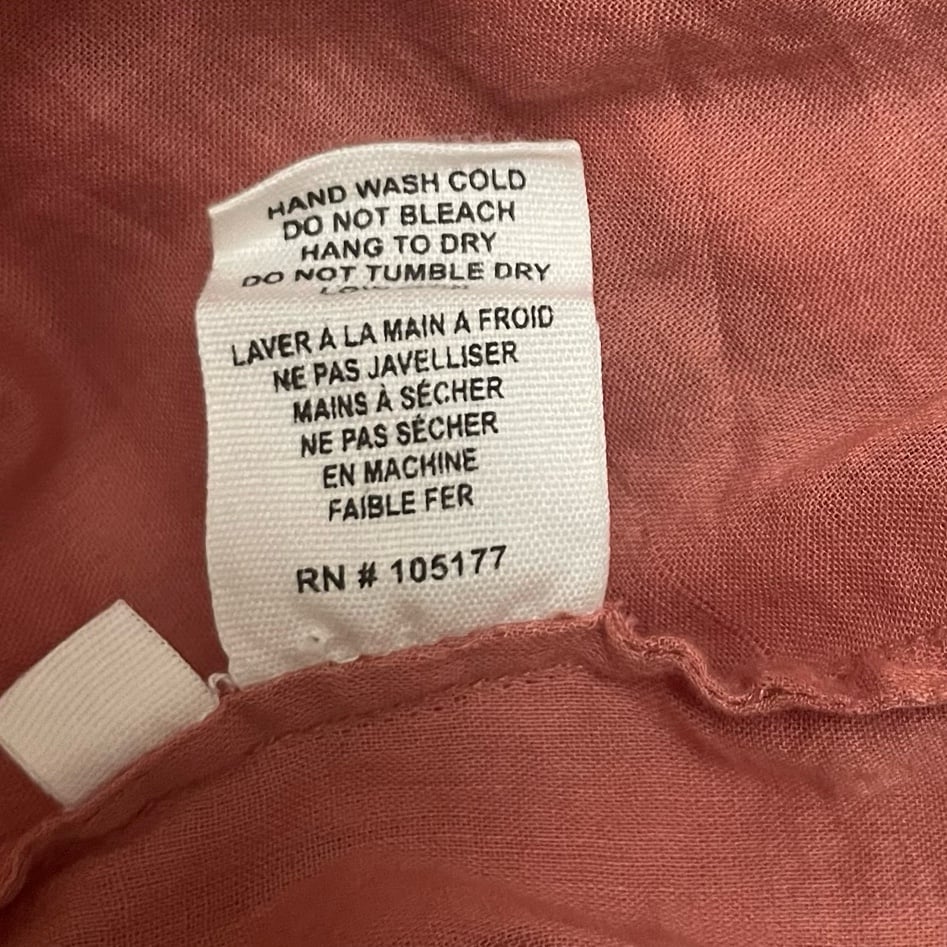 HAND WASH COLD
DO NOT BLEACH
HANG TO DRY
DO NOT TUMBLE DRY
LAVER À LA MAIN A FROID
NE PAS JAVELLISER
MAINS À SÉCHER
NE PAS SÉCHER
EN MACHINE
FAIBLE FER
RN # 105177